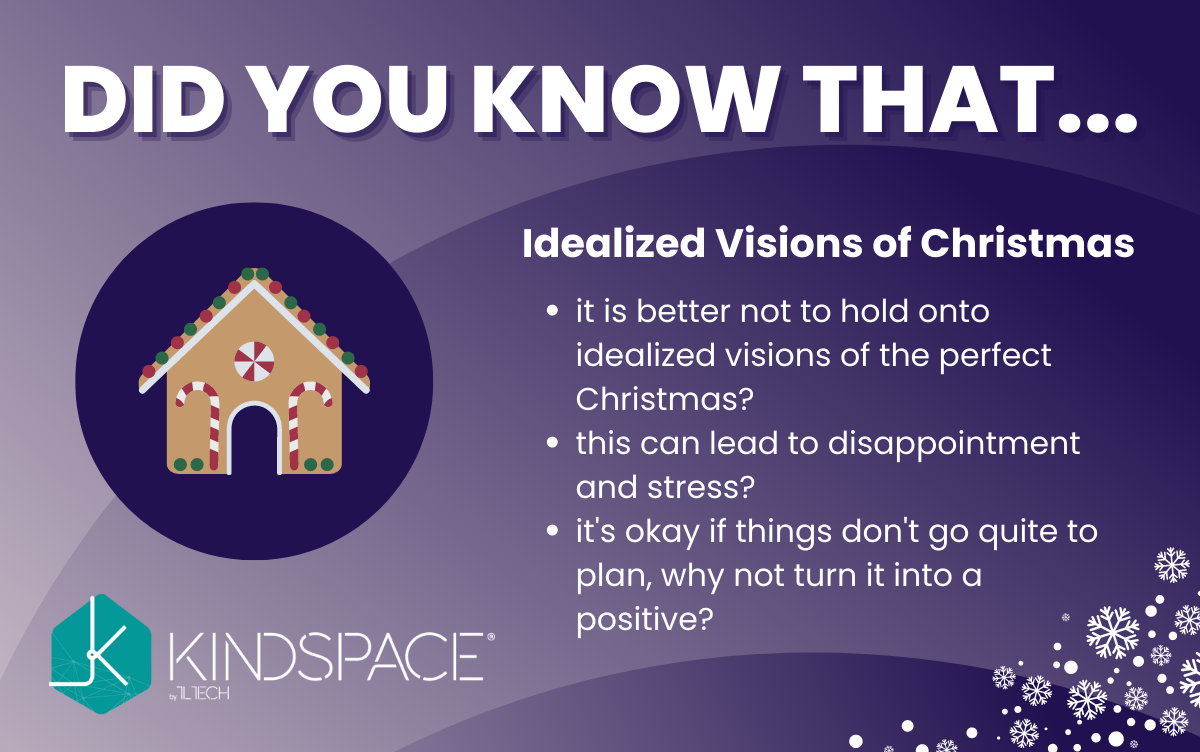 DID YOU KNOW THAT...
Idealized Visions of Christmas
• it is better not to hold onto
idealized visions of the perfect
Christmas?
• this can lead to disappointment
and stress?
• it's okay if things don't go quite to
plan, why not turn it into a
positive?
KINDSPACE®
by TLTECH